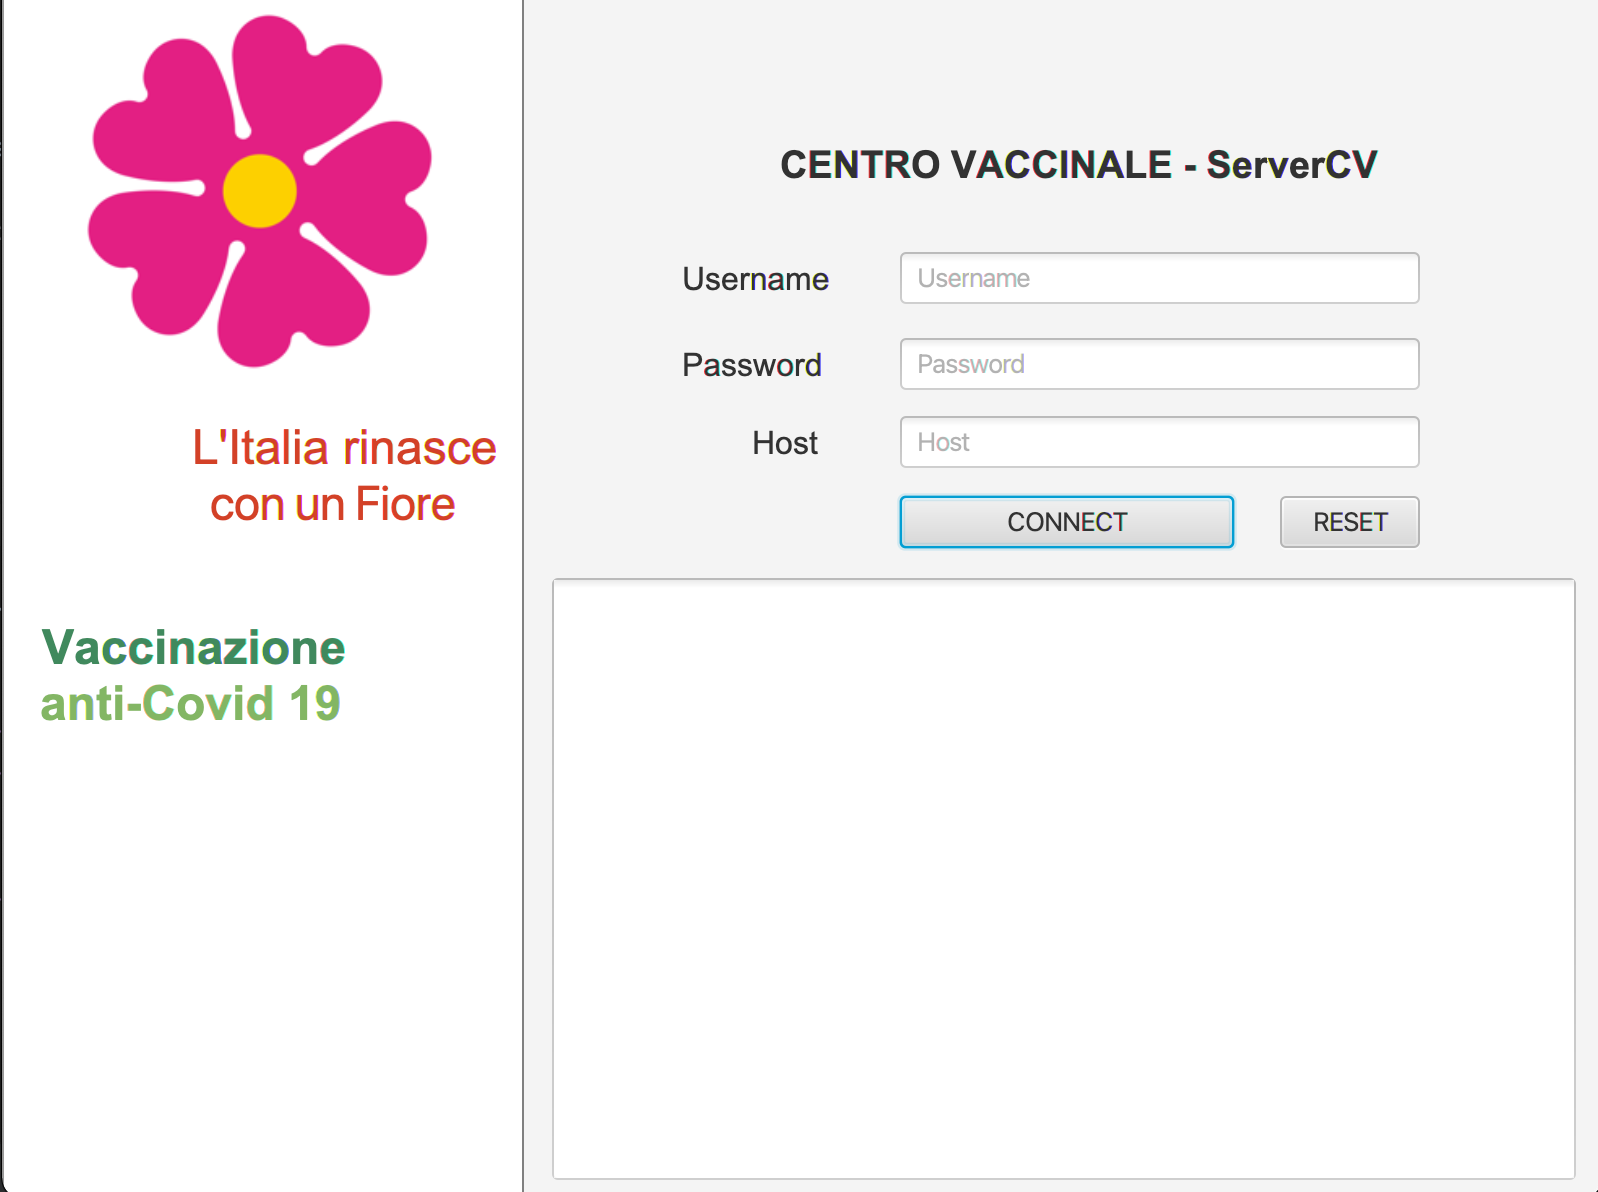 L'Italia rinasce
con un Fiore
Vaccinazione
anti-Covid 19
CENTRO VACCINALE - ServerCV
Username Username
Password Password
Host Host
CONNECT RESET